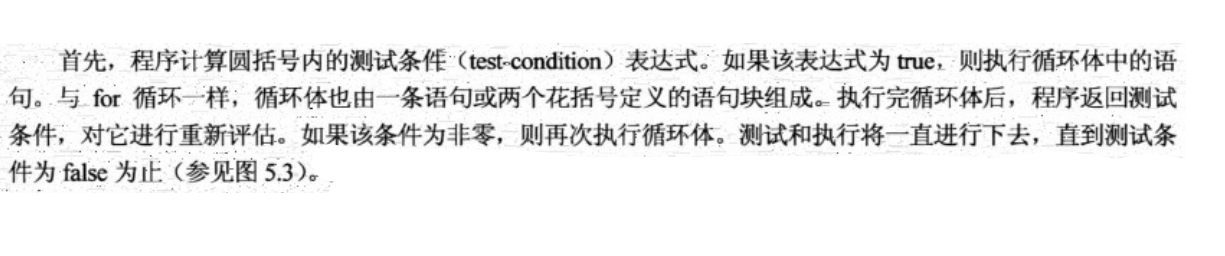 首先，程序计算圆括号内的测试条件（test-condition）表达式。如果该表达式为 true，则执行循环体中的语
句。与 for 循环一样，循环体也由一条语句或两个花括号定义的语句块组成。执行完循环体后，程序返回测试
条件，对它进行重新评估。如果该条件为非零，则再次执行循环体。测试和执行将一直进行下去，直到测试条
件为 false 为止（参见图 5.3）。